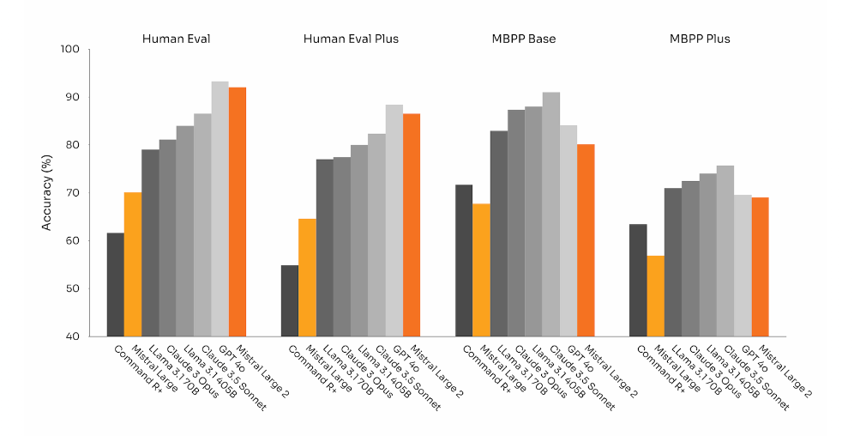 Human Eval
Human Eval Plus
MBPP Base
MBPP Plus
Accuracy (%)
100
90
80
70
60
50
40
Command R+
Mistral Large
LLama 3.1 70B
Claude 3 Opus
Llama 3.1 405B
Claude 3.5 Sonnet
GPT 4o
Mistral Large 2
Command R+
Mistral Large
LLama 3.1 70B
Claude 3 Opus
Llama 3.1 405B
Claude 3.5 Sonnet
GPT 4o
Mistral Large 2
Command R+
Mistral Large
LLama 3.1 70B
Claude 3 Opus
Llama 3.1 405B
Claude 3.5 Sonnet
GPT 4o
Mistral Large 2
Command R+
Mistral Large
LLama 3.1 70B
Claude 3 Opus
Llama 3.1 405B
Claude 3.5 Sonnet
GPT 4o
Mistral Large 2